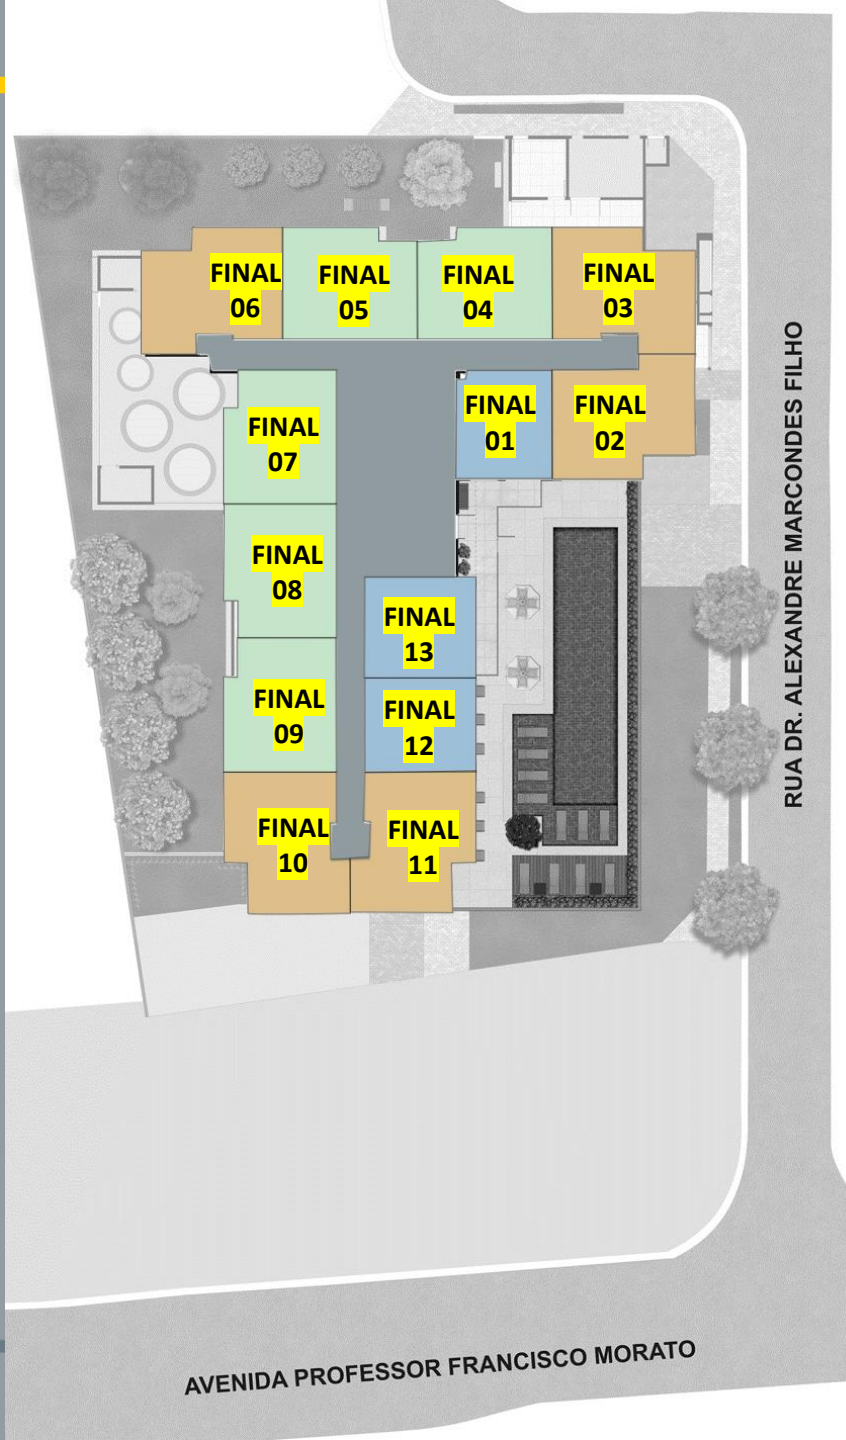 FINAL
06
FINAL
05
FINAL
04
FINAL
03
FINAL
07
FINAL
01
FINAL
02
FINAL
08
FINAL
13
FINAL
09
FINAL
12
FINAL
10
FINAL
11
RUA DR. ALEXANDRE MARCONDES FILHO
AVENIDA PROFESSOR FRANCISCO MORATO